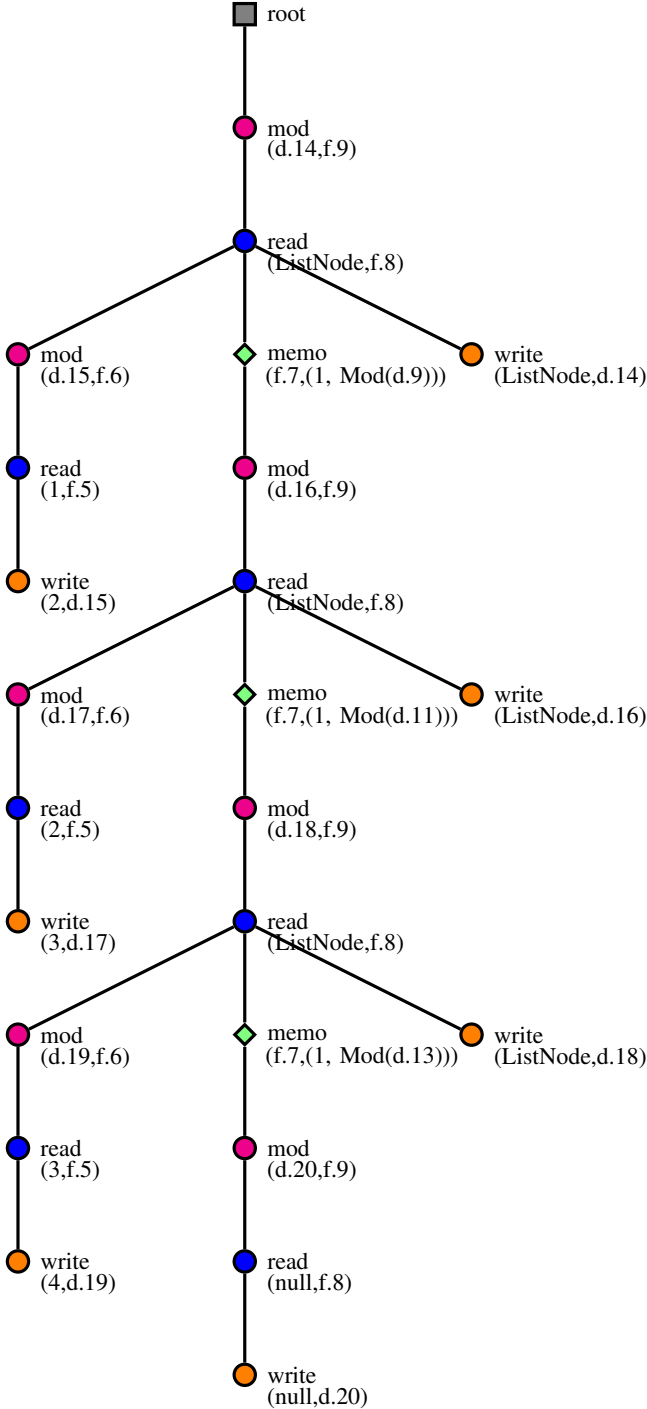 root
mod
(d.14,f.9)
read
(ListNode,f.8)
mod
(d.15,f.6)
memo
(f.7,(1, Mod(d.9)))
write
(ListNode,d.14)
read
(1,f.5)
mod
(d.16,f.9)
write
(2,d.15)
read
(ListNode,f.8)
mod
(d.17,f.6)
memo
(f.7,(1, Mod(d.11)))
write
(ListNode,d.16)
read
(2,f.5)
mod
(d.18,f.9)
write
(3,d.17)
read
(ListNode,f.8)
mod
(d.19,f.6)
memo
(f.7,(1, Mod(d.13)))
write
(ListNode,d.18)
read
(3,f.5)
mod
(d.20,f.9)
write
(4,d.19)
read
(null,f.8)
write
(null,d.20)